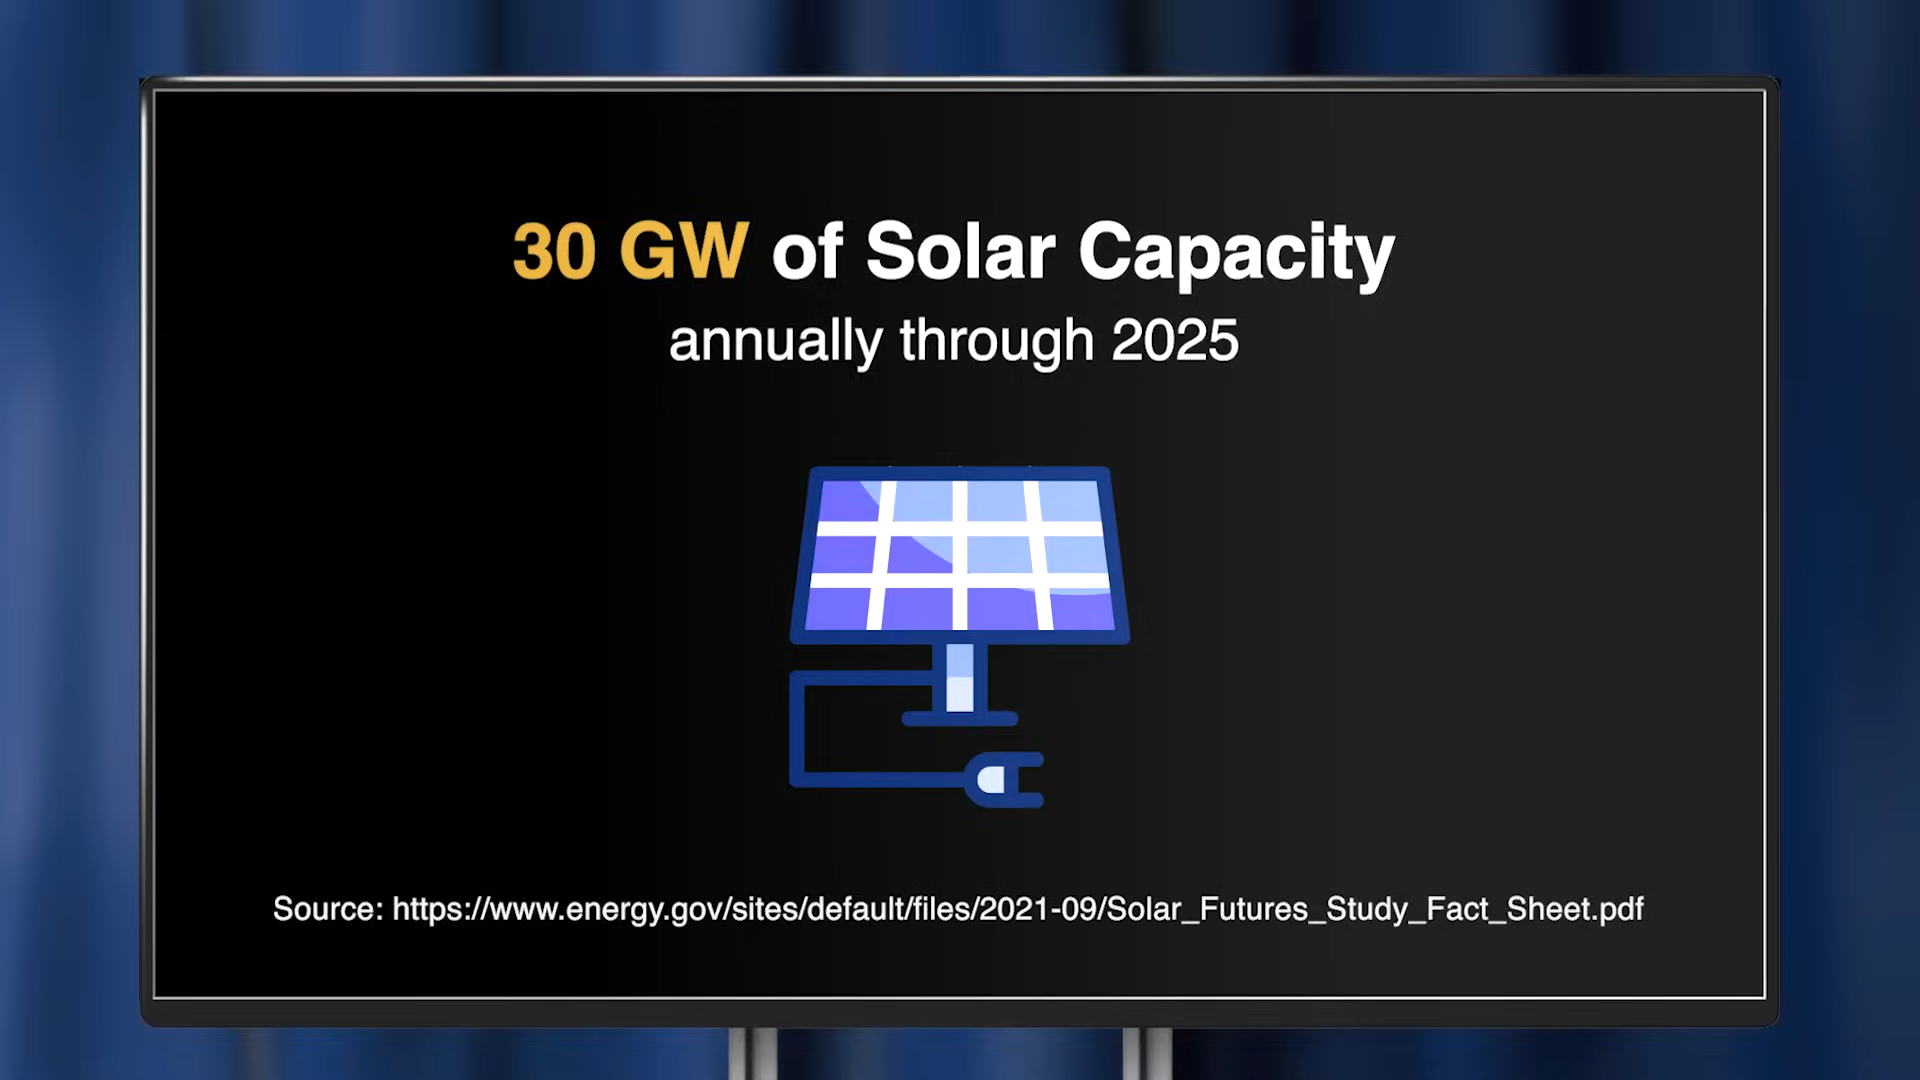 30 GW of Solar Capacity
annually through 2025
Source: https://www.energy.gov/sites/default/files/2021-09/Solar_Futures_Study_Fact_Sheet.pdf